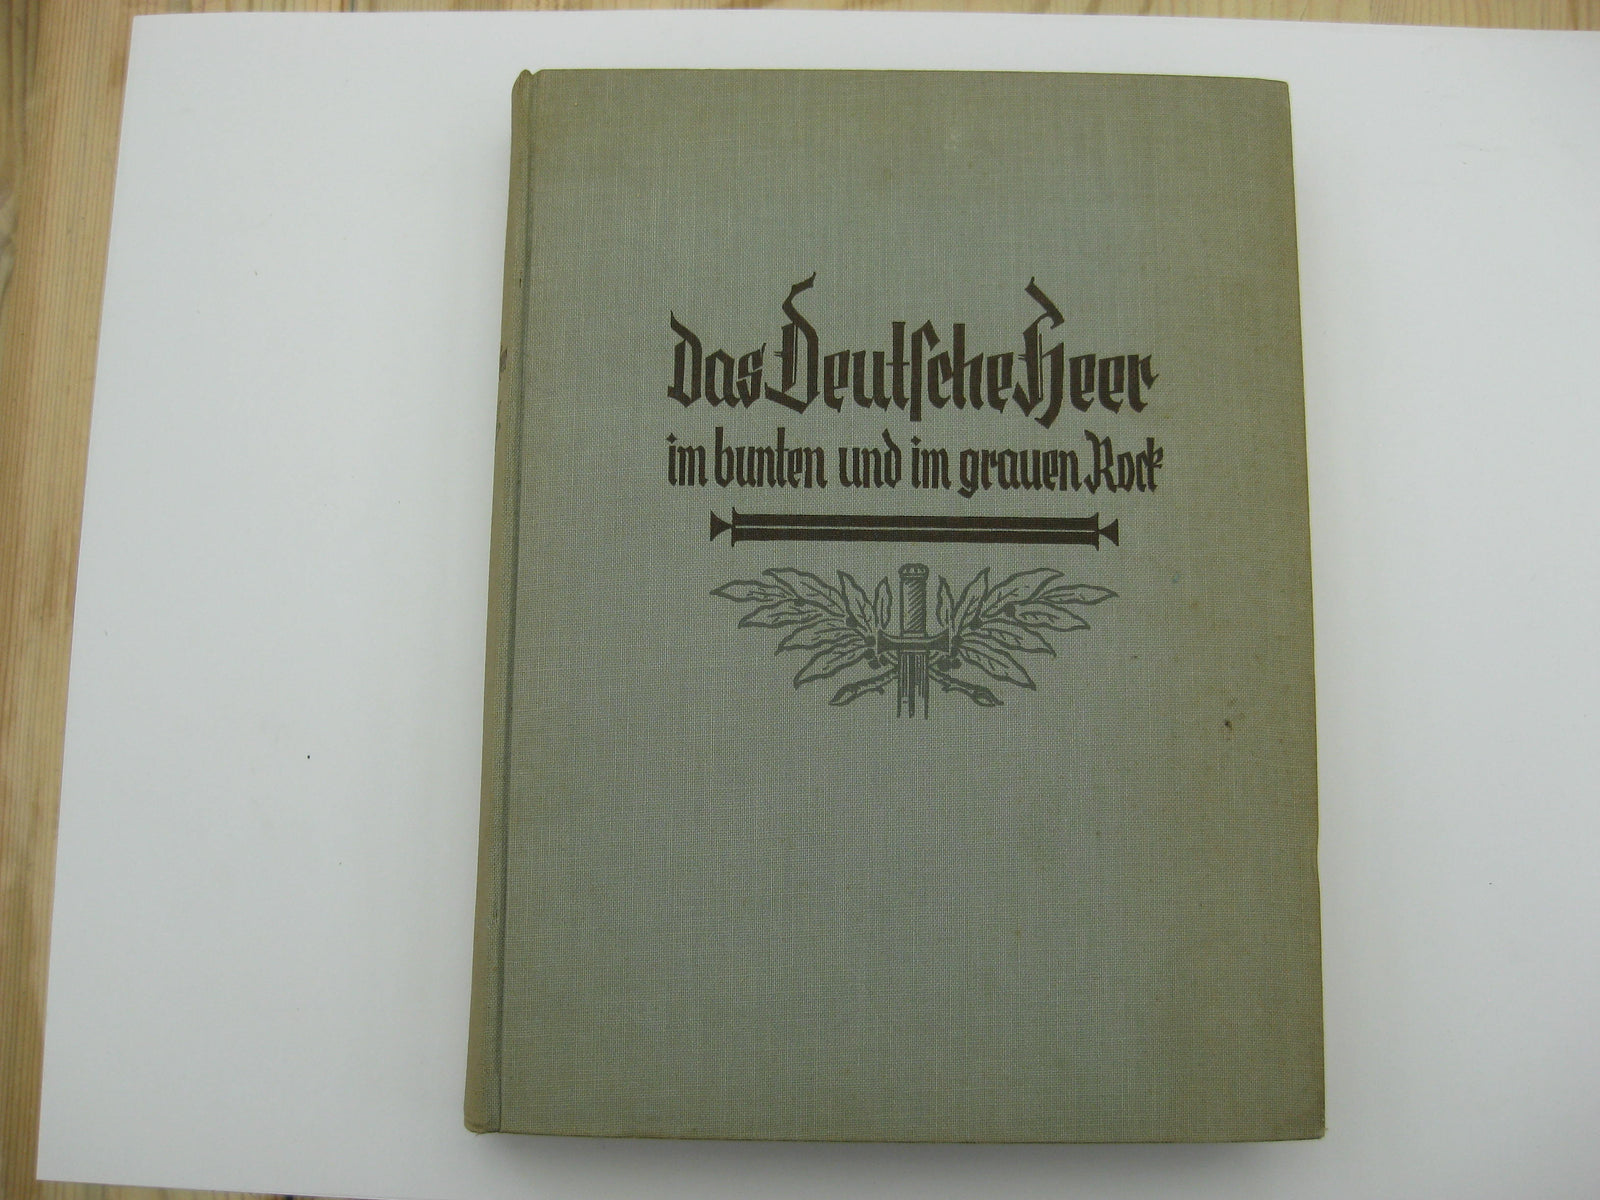 Das Deutſche Heer
im bunten und im grauen Rock